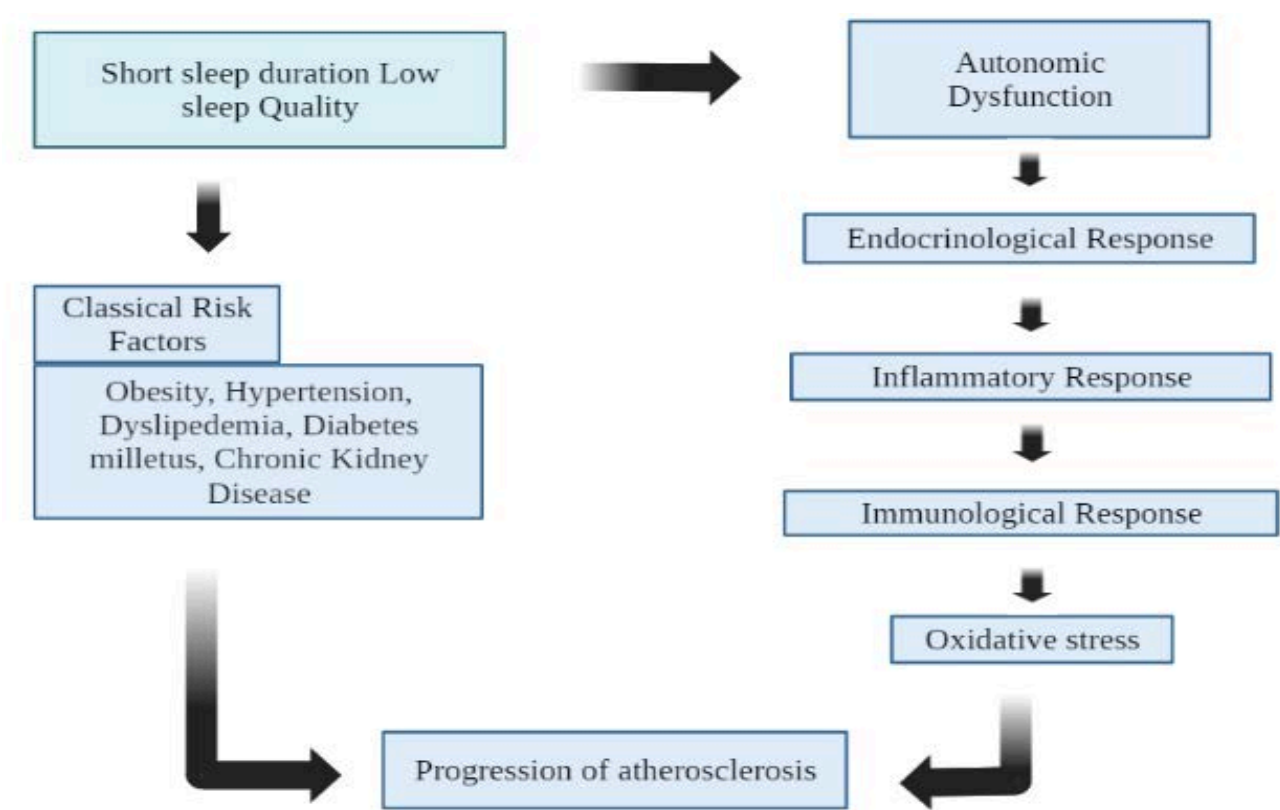 Short sleep duration Low
sleep Quality
Autonomic
Dysfunction
Endocrinological Response
Classical Risk
Factors
Obesity, Hypertension,
Dyslipedemia, Diabetes
milletus, Chronic Kidney
Disease
Inflammatory Response
Immunological Response
Oxidative stress
Progression of atherosclerosis